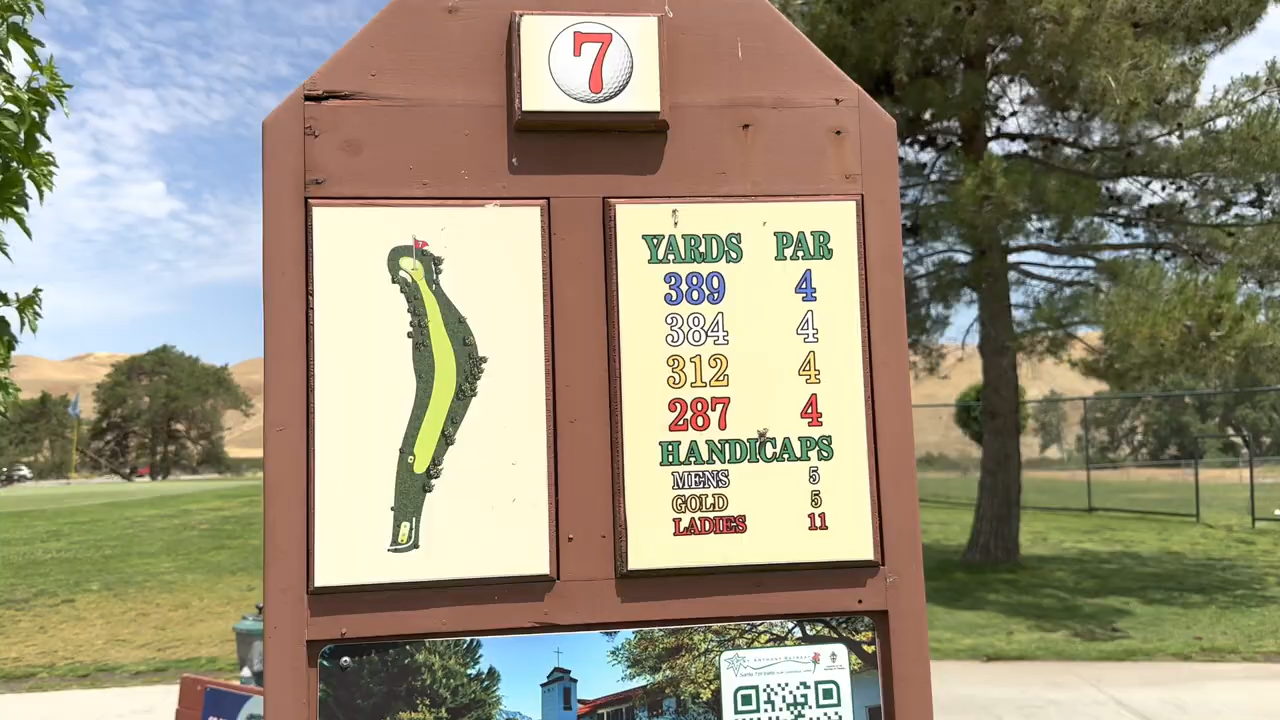 7
YARDS PAR
389 4
384 4
312 4
287 4
HANDICAPS
MENS 5
GOLD 5
LADIES 11